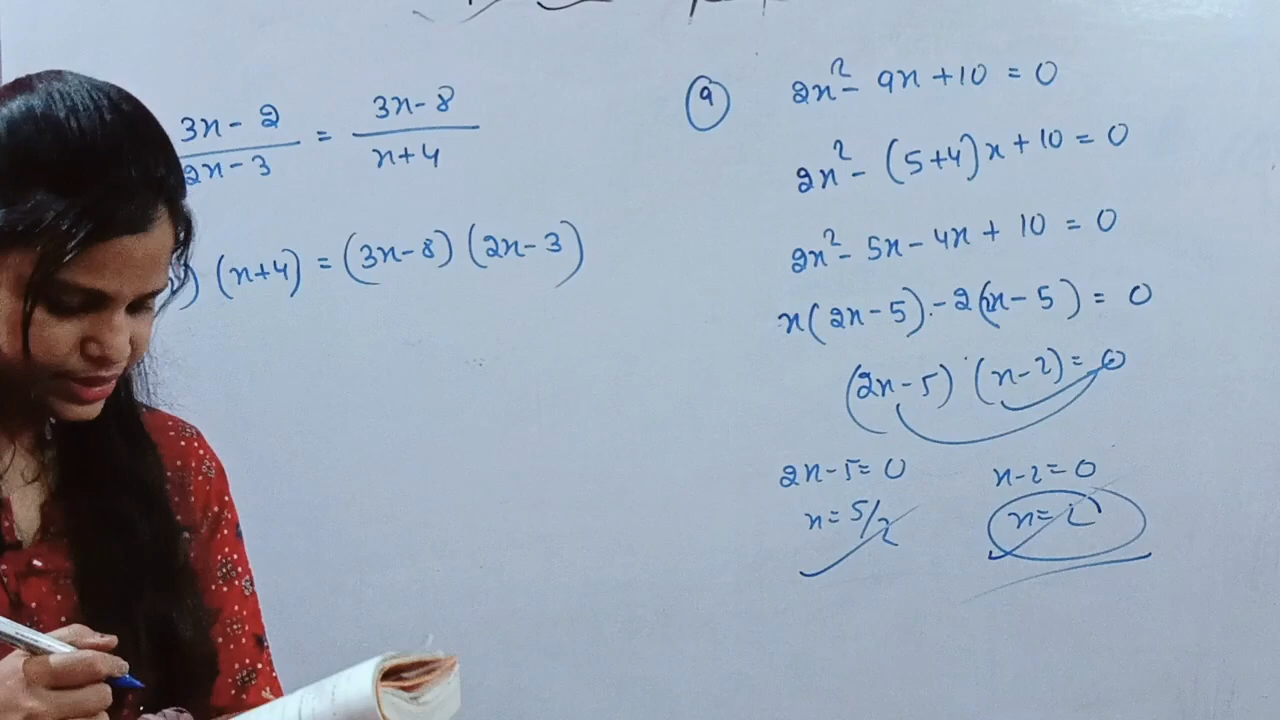 3x - 2 / 2x - 3 = 3x - 8 / x + 4
) (x+4) = (3x-8) (2x-3)
9
2x² - 9x + 10 = 0
2x² - (5+4)x + 10 = 0
2x² - 5x - 4x + 10 = 0
x(2x-5) - 2(2x-5) = 0
(2x-5) (x-2) = 0
2x-5=0 x-2=0
x=5/2 x=2